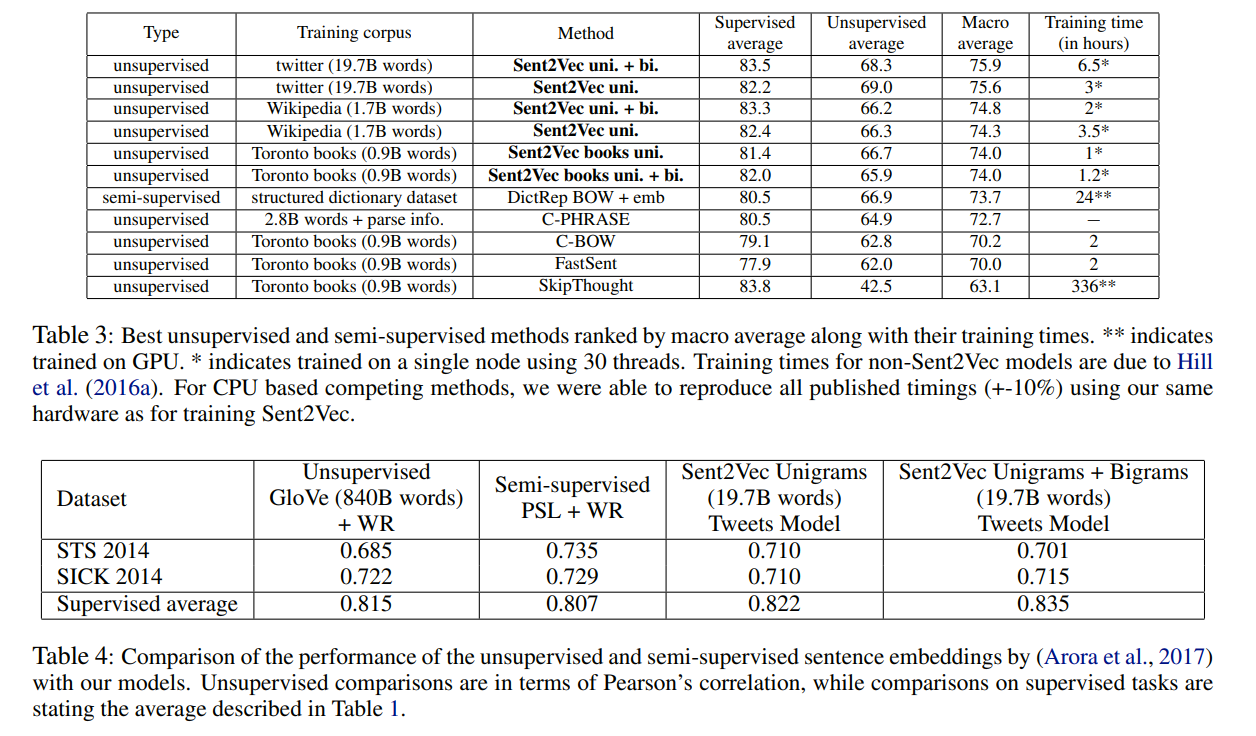 Type Training corpus Method Supervised average Unsupervised average Macro average Training time (in hours)
unsupervised twitter (19.7B words) Sent2Vec uni. + bi. 83.5 68.3 75.9 6.5*
unsupervised twitter (19.7B words) Sent2Vec uni. 82.2 69.0 75.6 3*
unsupervised Wikipedia (1.7B words) Sent2Vec uni. + bi. 83.3 66.2 74.8 2*
unsupervised Wikipedia (1.7B words) Sent2Vec uni. 82.4 66.3 74.3 3.5*
unsupervised Toronto books (0.9B words) Sent2Vec books uni. 81.4 66.7 74.0 1*
unsupervised Toronto books (0.9B words) Sent2Vec books uni. + bi. 82.0 65.9 74.0 1.2*
semi-supervised structured dictionary dataset DictRep BOW + emb 80.5 66.9 73.7 24**
unsupervised 2.8B words + parse info. C-PHRASE 80.5 64.9 72.7 –
unsupervised Toronto books (0.9B words) C-BOW 79.1 62.8 70.2 2
unsupervised Toronto books (0.9B words) FastSent 77.9 62.0 70.0 2
unsupervised Toronto books (0.9B words) SkipThought 83.8 42.5 63.1 336**
Table 3: Best unsupervised and semi-supervised methods ranked by macro average along with their training times. ** indicates
trained on GPU. * indicates trained on a single node using 30 threads. Training times for non-Sent2Vec models are due to Hill
et al. (2016a). For CPU based competing methods, we were able to reproduce all published timings (+-10%) using our same
hardware as for training Sent2Vec.
Dataset Unsupervised GloVe (840B words) + WR Semi-supervised PSL + WR Sent2Vec Unigrams (19.7B words) Tweets Model Sent2Vec Unigrams + Bigrams (19.7B words) Tweets Model
STS 2014 0.685 0.735 0.710 0.701
SICK 2014 0.722 0.729 0.710 0.715
Supervised average 0.815 0.807 0.822 0.835
Table 4: Comparison of the performance of the unsupervised and semi-supervised sentence embeddings by (Arora et al., 2017)
with our models. Unsupervised comparisons are in terms of Pearson's correlation, while comparisons on supervised tasks are
stating the average described in Table 1.